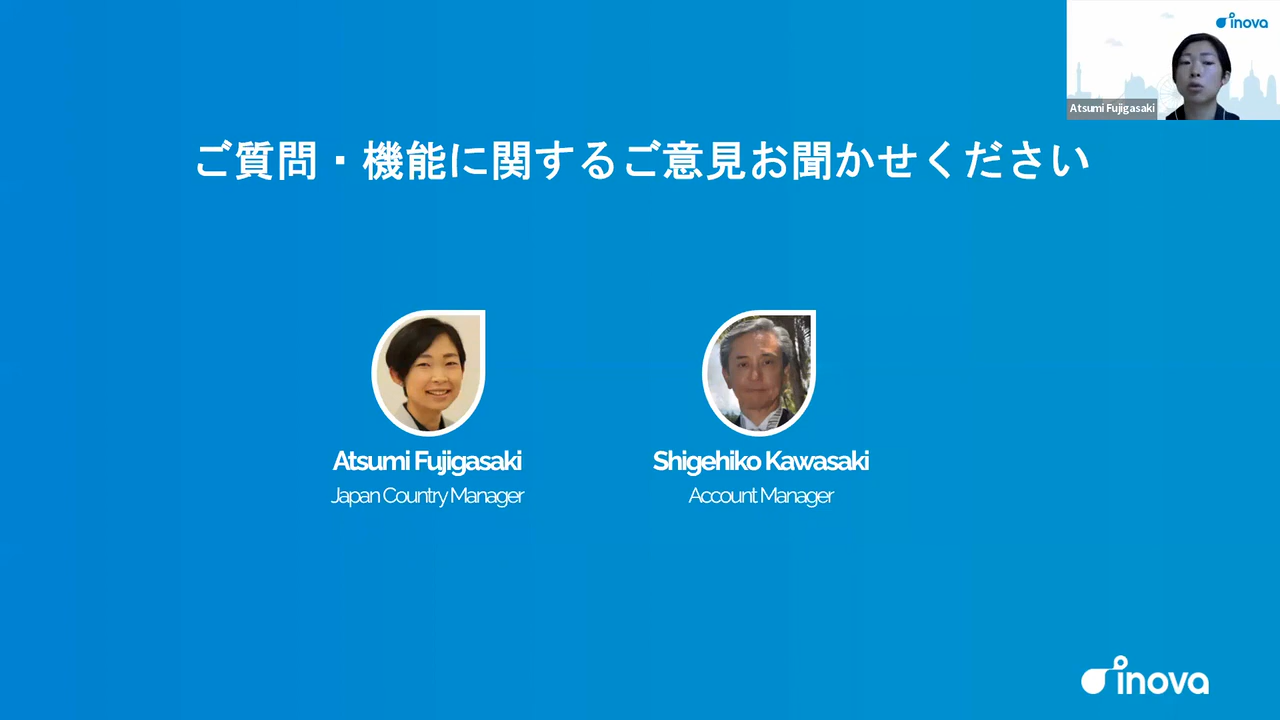 inova
Atsumi Fujigasaki
ご質問・機能に関するご意見お聞かせください
Atsumi Fujigasaki
Japan Country Manager
Shigehiko Kawasaki
Account Manager
inova